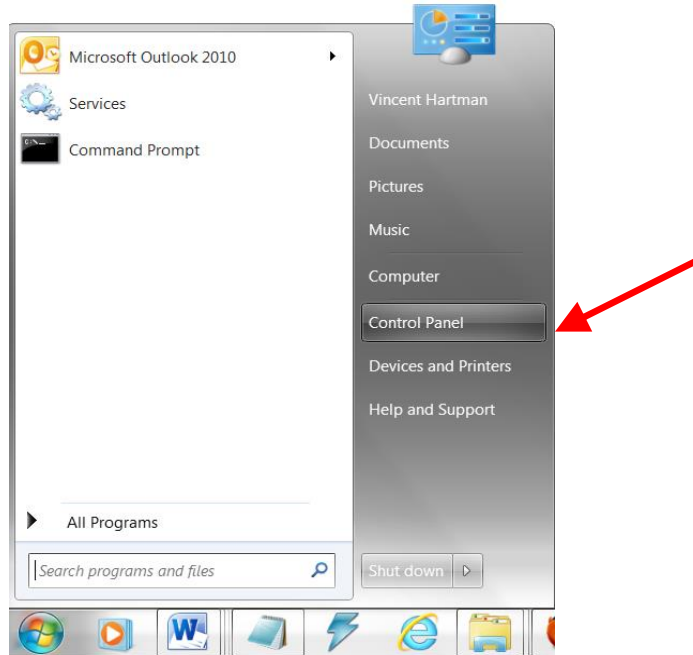 Microsoft Outlook 2010
Services
Command Prompt
All Programs
Search programs and files
Vincent Hartman
Documents
Pictures
Music
Computer
Control Panel
Devices and Printers
Help and Support
Shut down